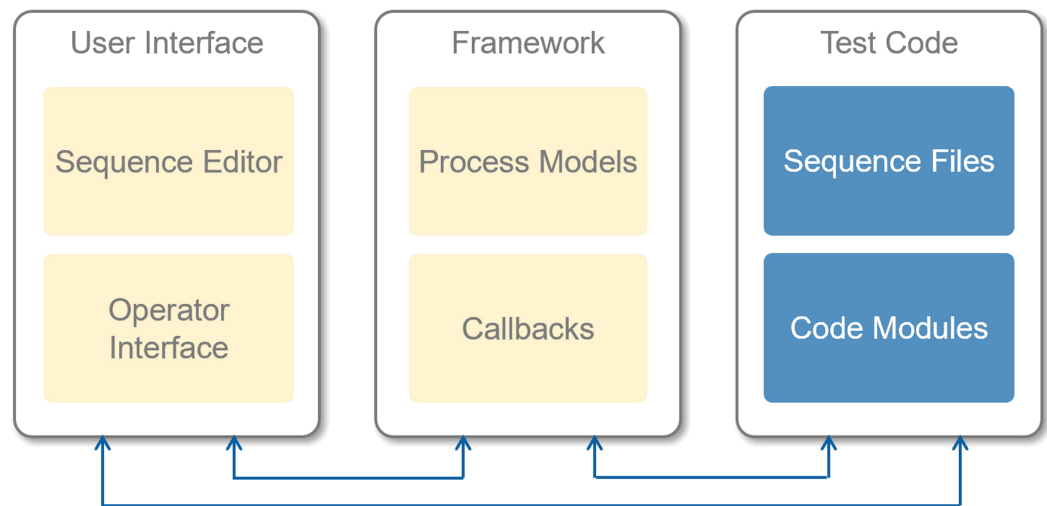 User Interface
Sequence Editor
Operator
Interface
Framework
Process Models
Callbacks
Test Code
Sequence Files
Code Modules